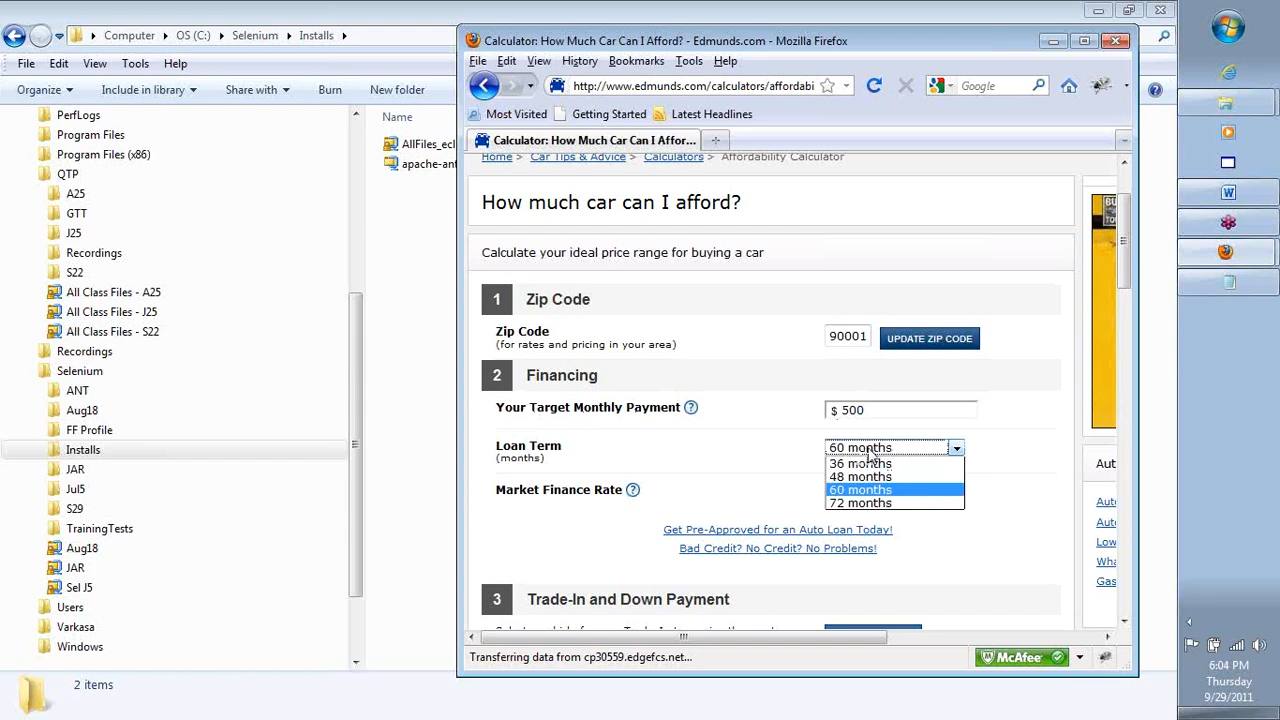 Computer OS (C:) Selenium Installs
File Edit View Tools Help
Organize Include in library Share with Burn New folder
PerfLogs
Program Files
Program Files (x86)
QTP
A25
GTT
J25
Recordings
S22
All Class Files - A25
All Class Files - J25
All Class Files - S22
Recordings
Selenium
ANT
Aug18
FF Profile
Installs
JAR
Jul5
S29
TrainingTests
Aug18
JAR
Sel J5
Users
Varkasa
Windows
Name
AllFiles_ecl
apache-ant
2 items
Calculator: How Much Car Can I Afford? - Edmunds.com - Mozilla Firefox
File Edit View History Bookmarks Tools Help
http://www.edmunds.com/calculators/affordabi
Google
Most Visited Getting Started Latest Headlines
Calculator: How Much Car Can I Affor...
Home > Car Tips & Advice > Calculators > Affordability Calculator
How much car can I afford?
Calculate your ideal price range for buying a car
1 Zip Code
Zip Code
(for rates and pricing in your area)
90001 UPDATE ZIP CODE
2 Financing
Your Target Monthly Payment ? $ 500
Loan Term
(months)
60 months
36 months
48 months
60 months
72 months
Market Finance Rate ?
Get Pre-Approved for an Auto Loan Today!
Bad Credit? No Credit? No Problems!
3 Trade-In and Down Payment
Aut
Auto
Auto
Low
Wha
Gas
Transferring data from cp30559.edgefcs.net...
McAfee
6:04 PM
Thursday
9/29/2011